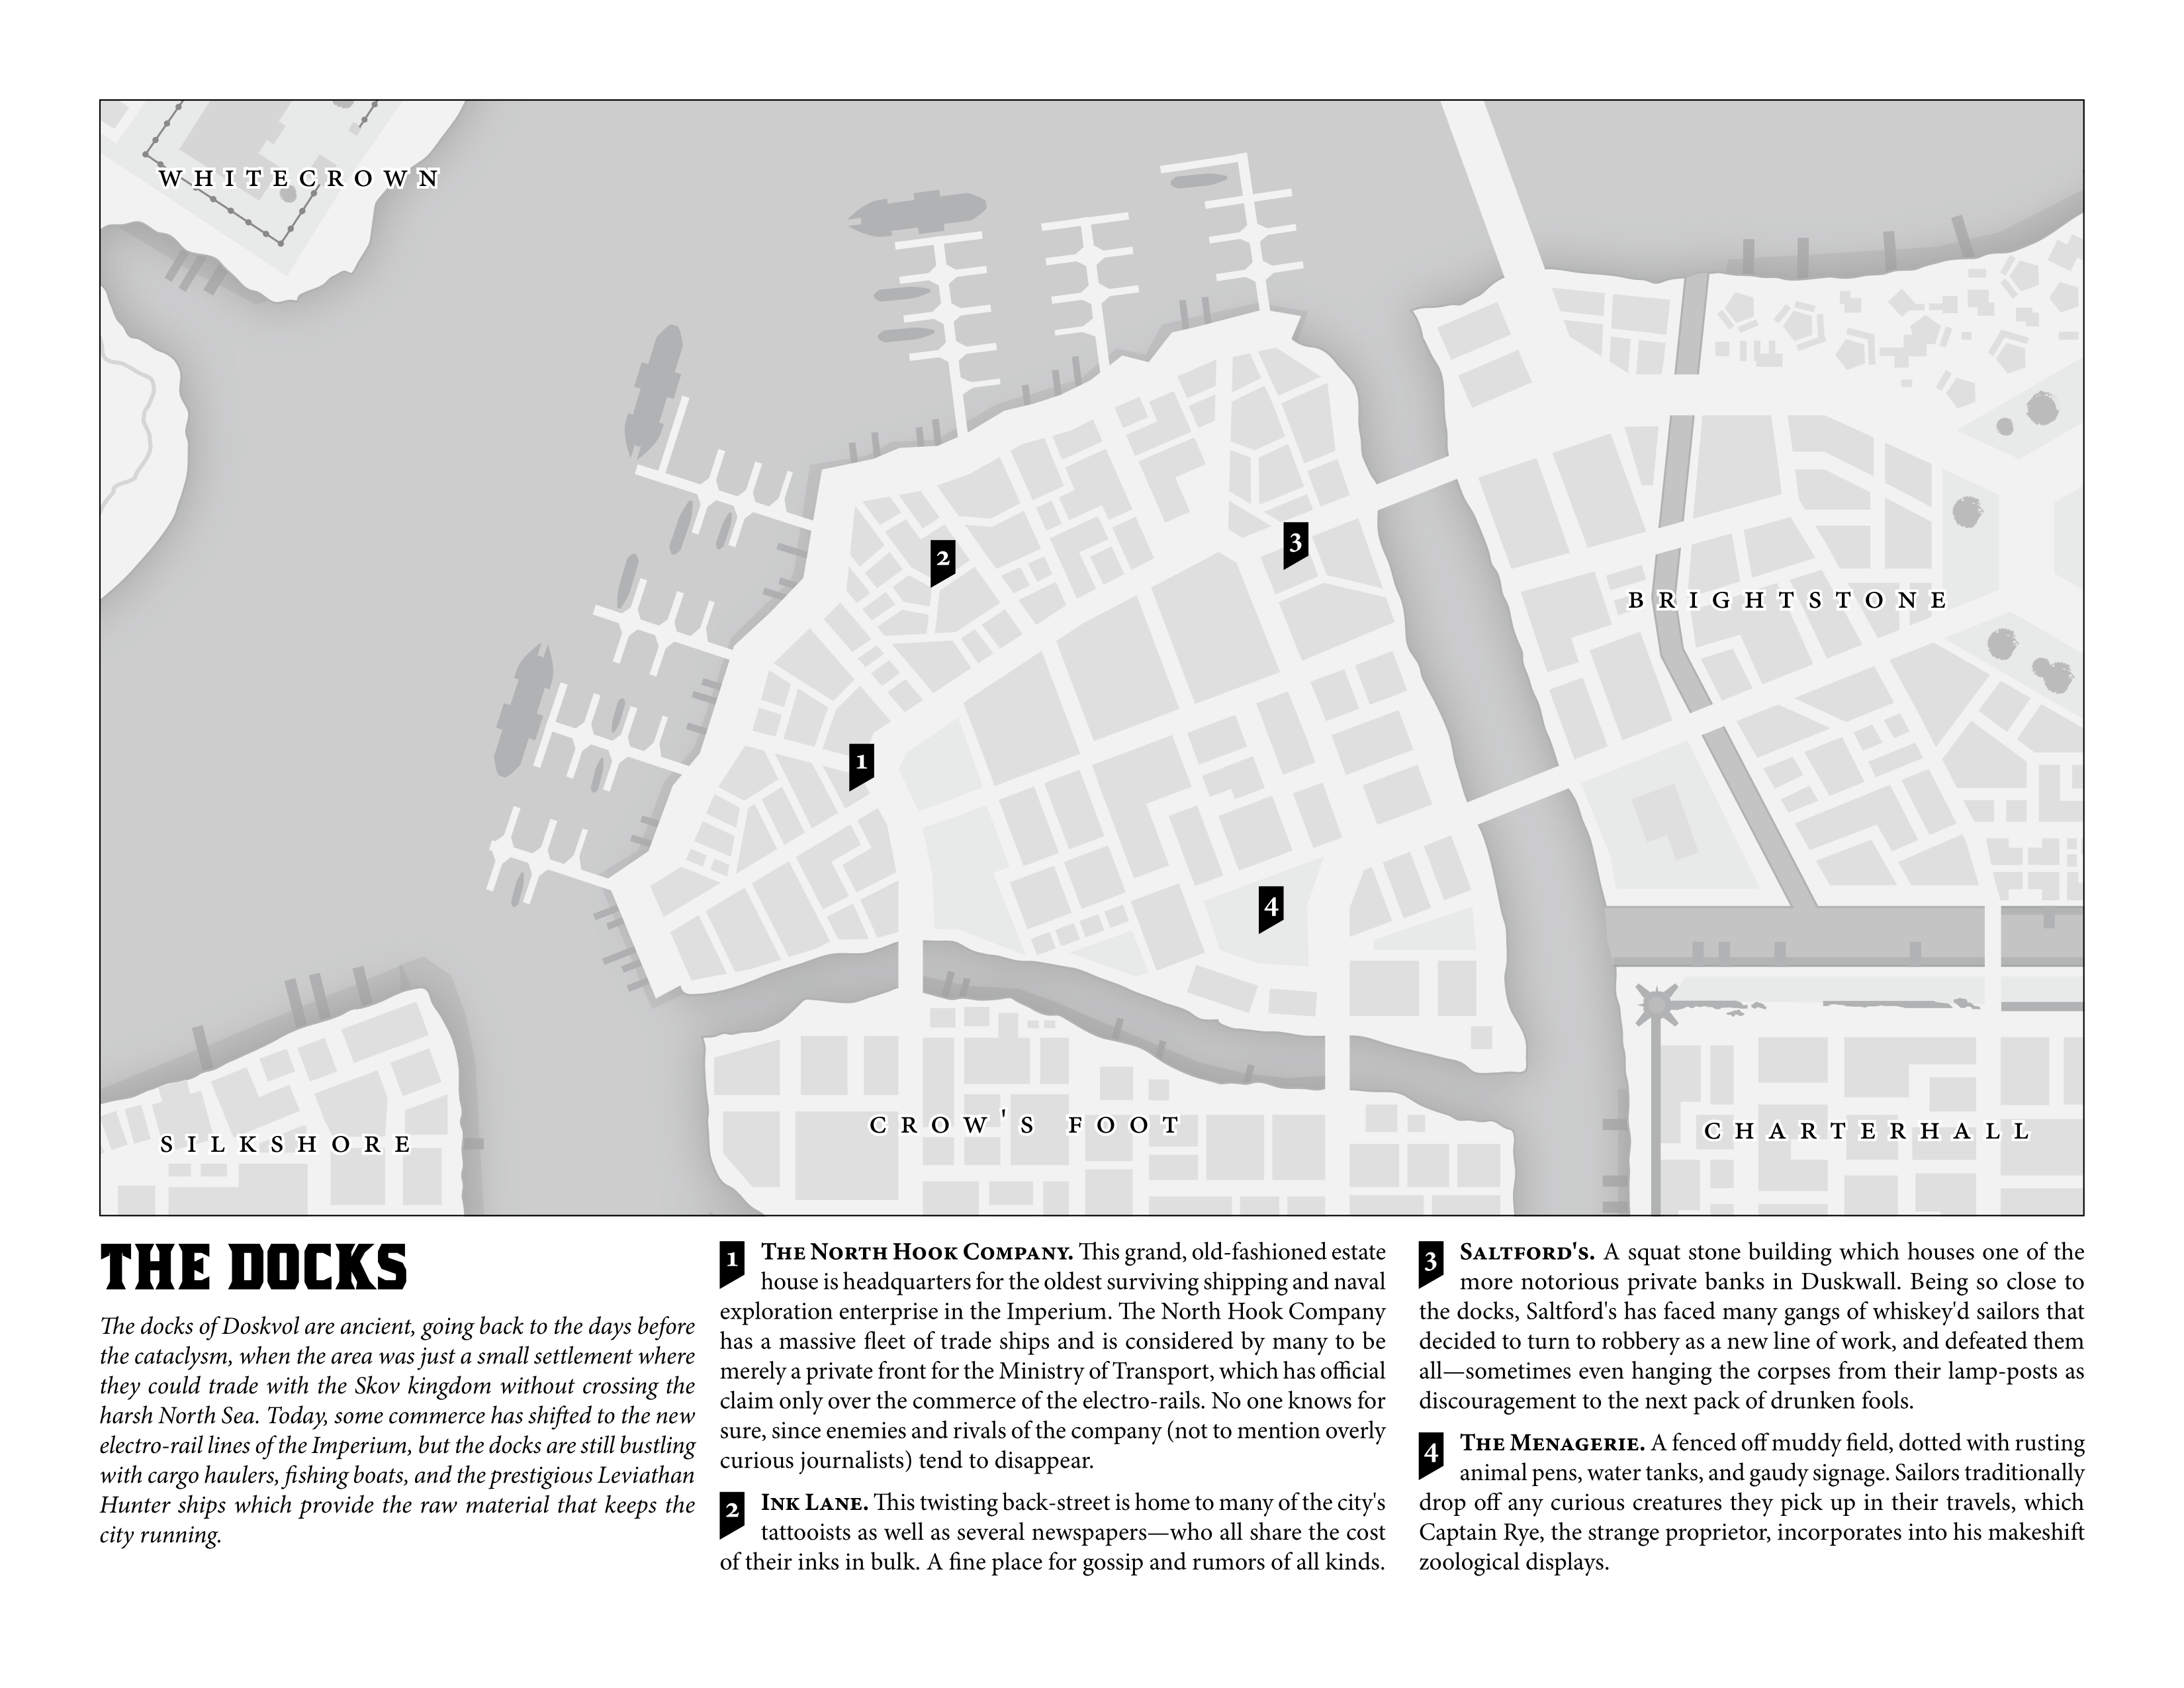 WHITECROWN
2
3
BRIGHTSTONE
1
4
CROW'S FOOT
CHARTERHALL
SILKSHORE
THE DOCKS
The docks of Doskvol are ancient, going back to the days before
the cataclysm, when the area was just a small settlement where
they could trade with the Skov kingdom without crossing the
harsh North Sea. Today, some commerce has shifted to the new
electro-rail lines of the Imperium, but the docks are still bustling
with cargo haulers, fishing boats, and the prestigious Leviathan
Hunter ships which provide the raw material that keeps the
city running.
1 THE NORTH HOOK COMPANY. This grand, old-fashioned estate
house is headquarters for the oldest surviving shipping and naval
exploration enterprise in the Imperium. The North Hook Company
has a massive fleet of trade ships and is considered by many to be
merely a private front for the Ministry of Transport, which has official
claim only over the commerce of the electro-rails. No one knows for
sure, since enemies and rivals of the company (not to mention overly
curious journalists) tend to disappear.
2 INK LANE. This twisting back-street is home to many of the city's
tattooists as well as several newspapers—who all share the cost
of their inks in bulk. A fine place for gossip and rumors of all kinds.
3 SALTFORD'S. A squat stone building which houses one of the
more notorious private banks in Duskwall. Being so close to
the docks, Saltford's has faced many gangs of whiskey'd sailors that
decided to turn to robbery as a new line of work, and defeated them
all—sometimes even hanging the corpses from their lamp-posts as
discouragement to the next pack of drunken fools.
4 THE MENAGERIE. A fenced off muddy field, dotted with rusting
animal pens, water tanks, and gaudy signage. Sailors traditionally
drop off any curious creatures they pick up in their travels, which
Captain Rye, the strange proprietor, incorporates into his makeshift
zoological displays.